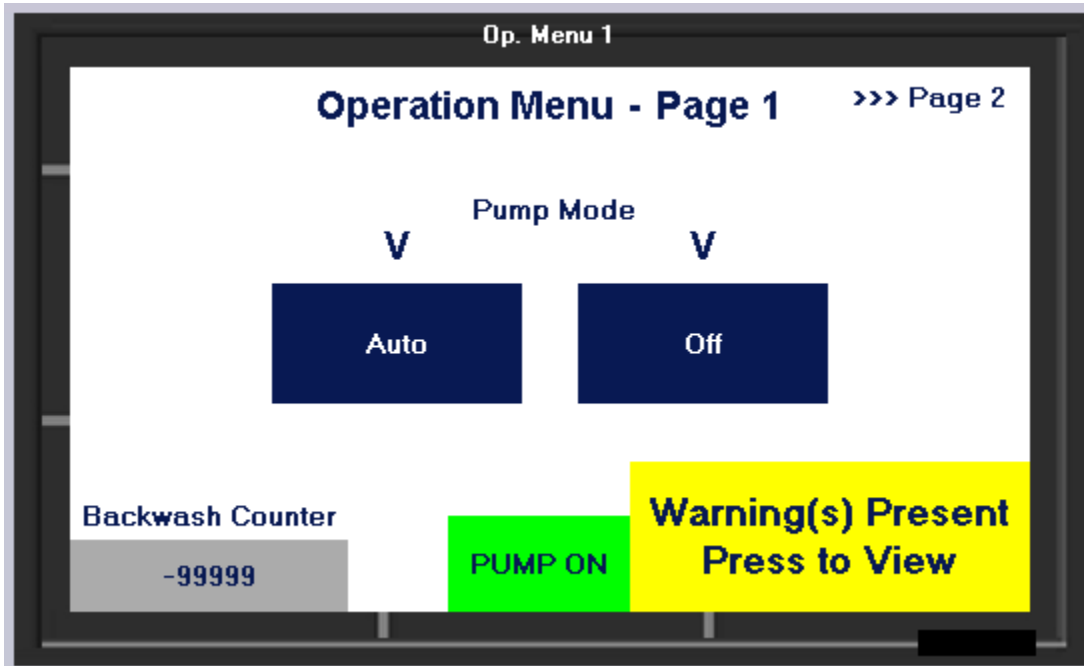 Op. Menu 1
Operation Menu - Page 1
>>> Page 2
Pump Mode
V V
Auto
Off
Backwash Counter
-99999
PUMP ON
Warning(s) Present
Press to View